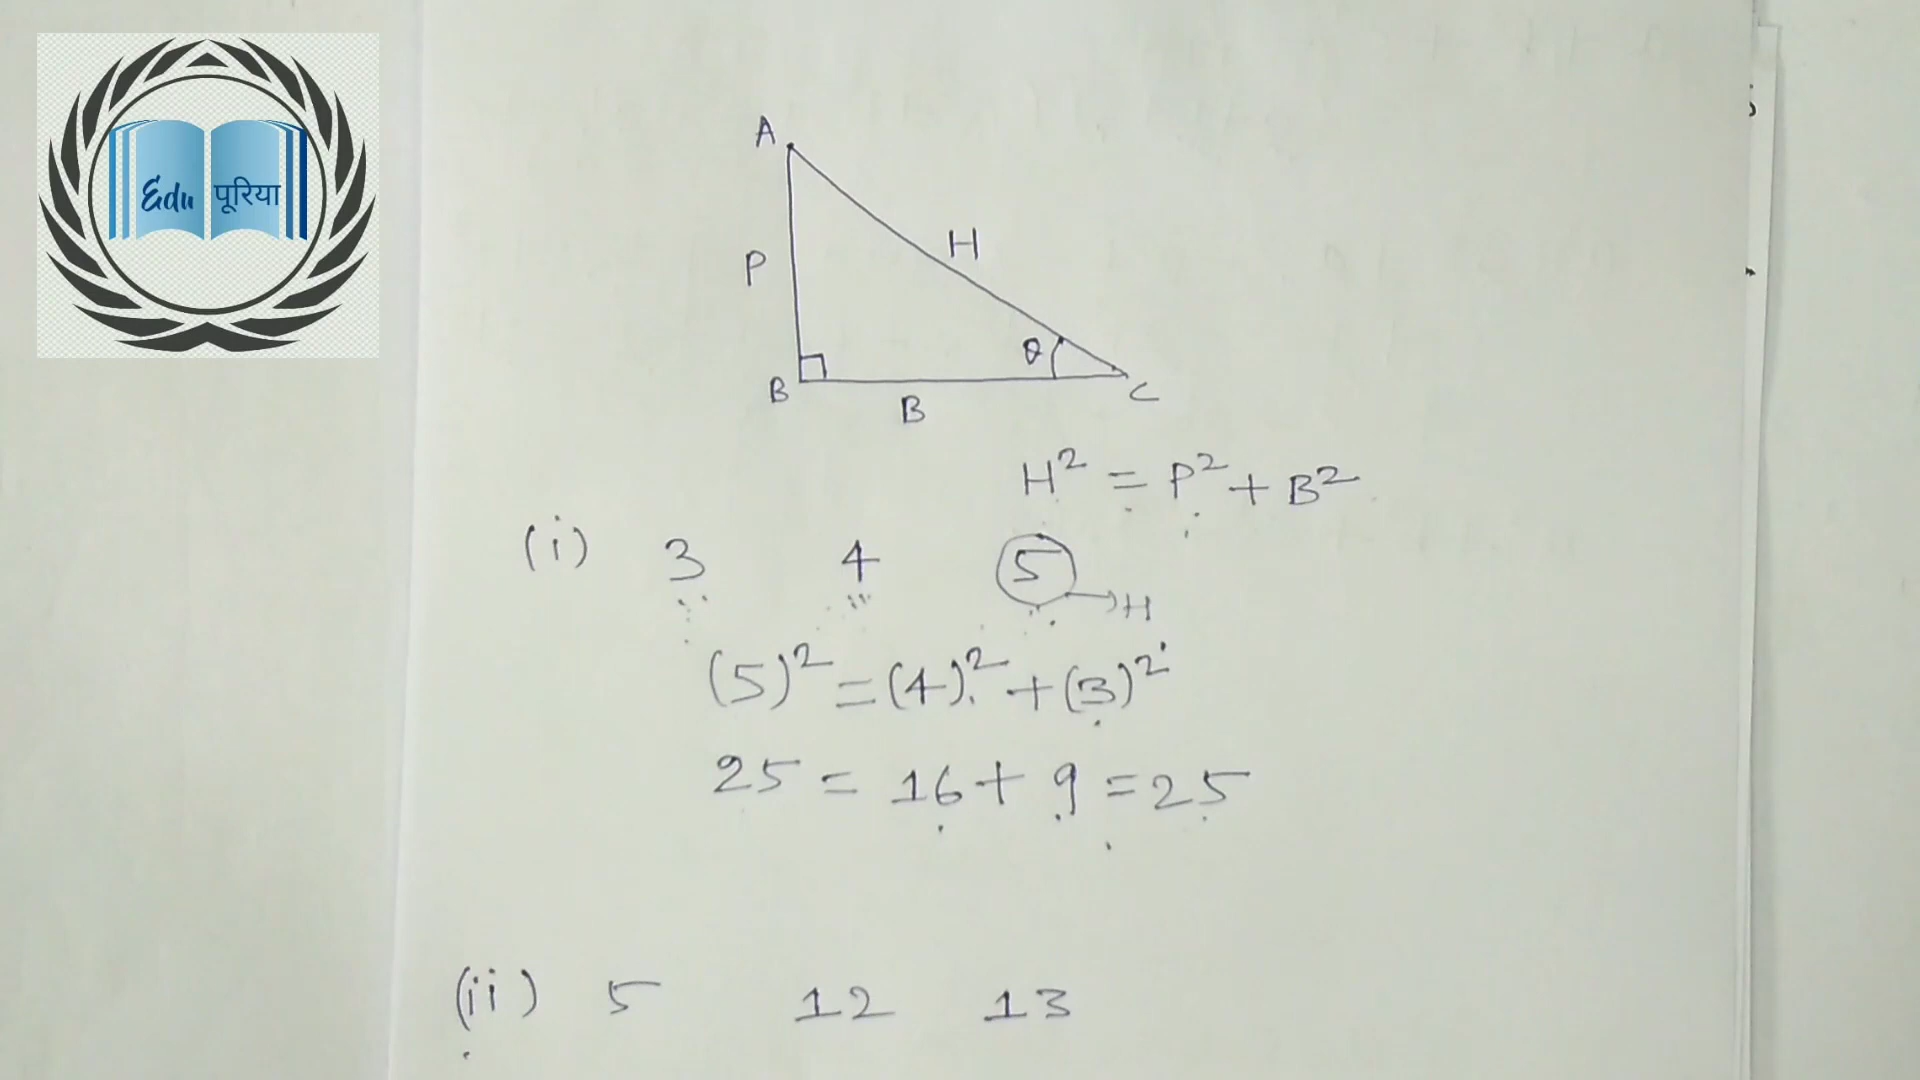 Edu पूरिया
A
H
P
θ
B
C
B
H² = P² + B²
(i) 3 4 5 →H
(5)² = (4)² + (3)²
25 = 16 + 9 = 25
(ii) 5 12 13